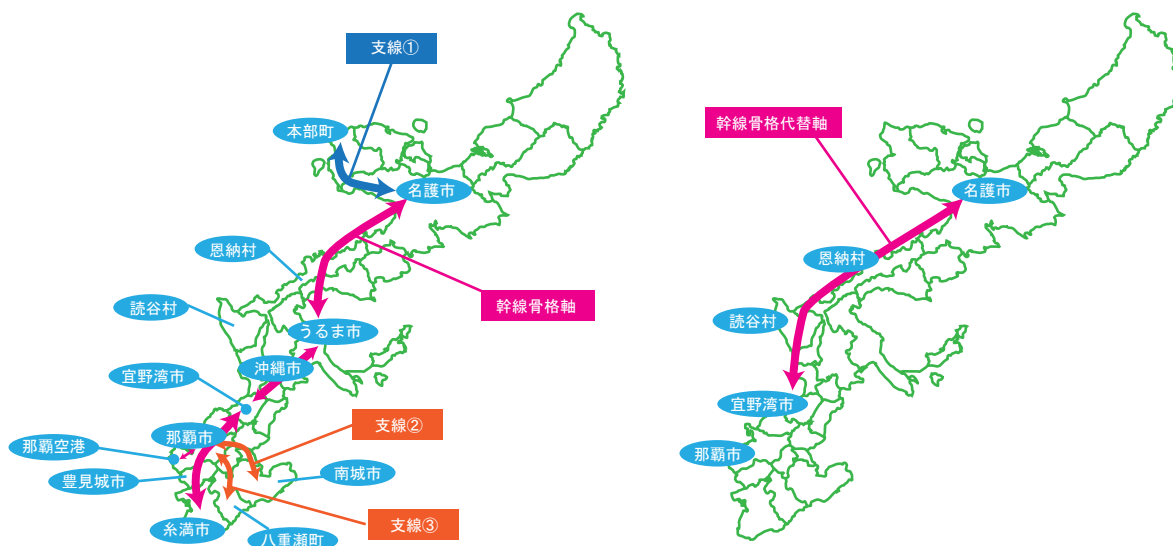 支線①
本部町
名護市
恩納村
読谷村
幹線骨格軸
うるま市
沖縄市
宜野湾市
那覇市
支線②
那覇空港
豊見城市
南城市
糸満市
支線③
八重瀬町
幹線骨格代替軸
名護市
恩納村
読谷村
宜野湾市
那覇市